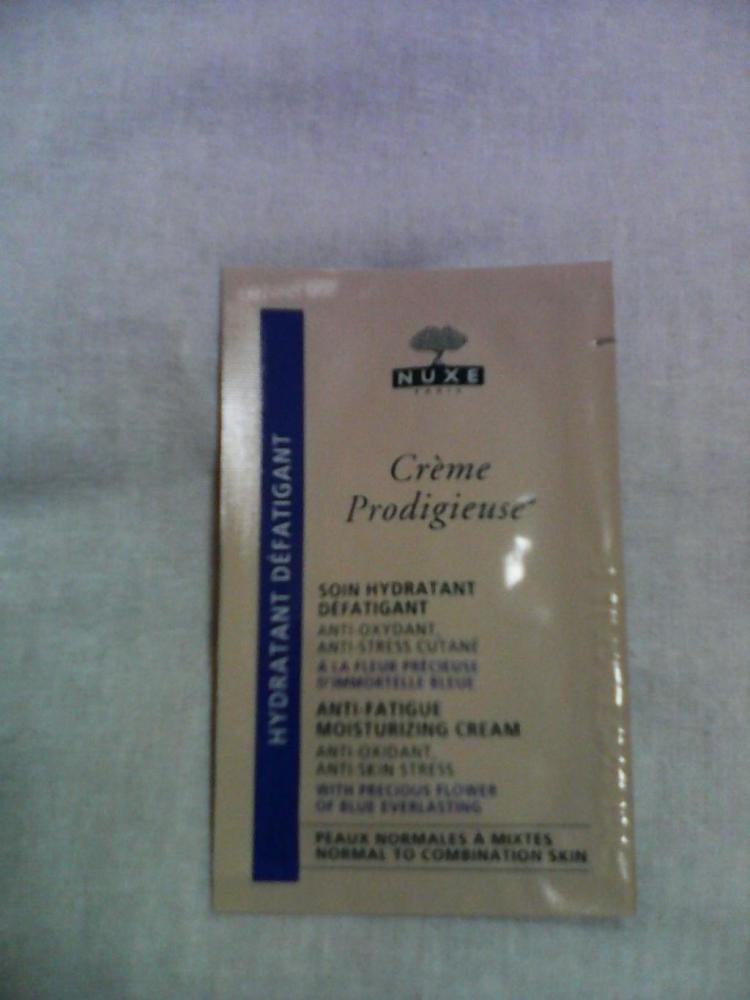 NUXE
PARIS
Crème
Prodigieuse
HYDRATANT DÉFATIGANT
SOIN HYDRATANT
DÉFATIGANT
ANTI-OXYDANT,
ANTI-STRESS CUTANÉ
À LA FLEUR PRÉCIEUSE
D'IMMORTELLE BLEUE
ANTI-FATIGUE
MOISTURIZING CREAM
ANTI-OXIDANT,
ANTI-SKIN STRESS
WITH PRECIOUS FLOWER
OF BLUE EVERLASTING
PEAUX NORMALES À MIXTES
NORMAL TO COMBINATION SKIN